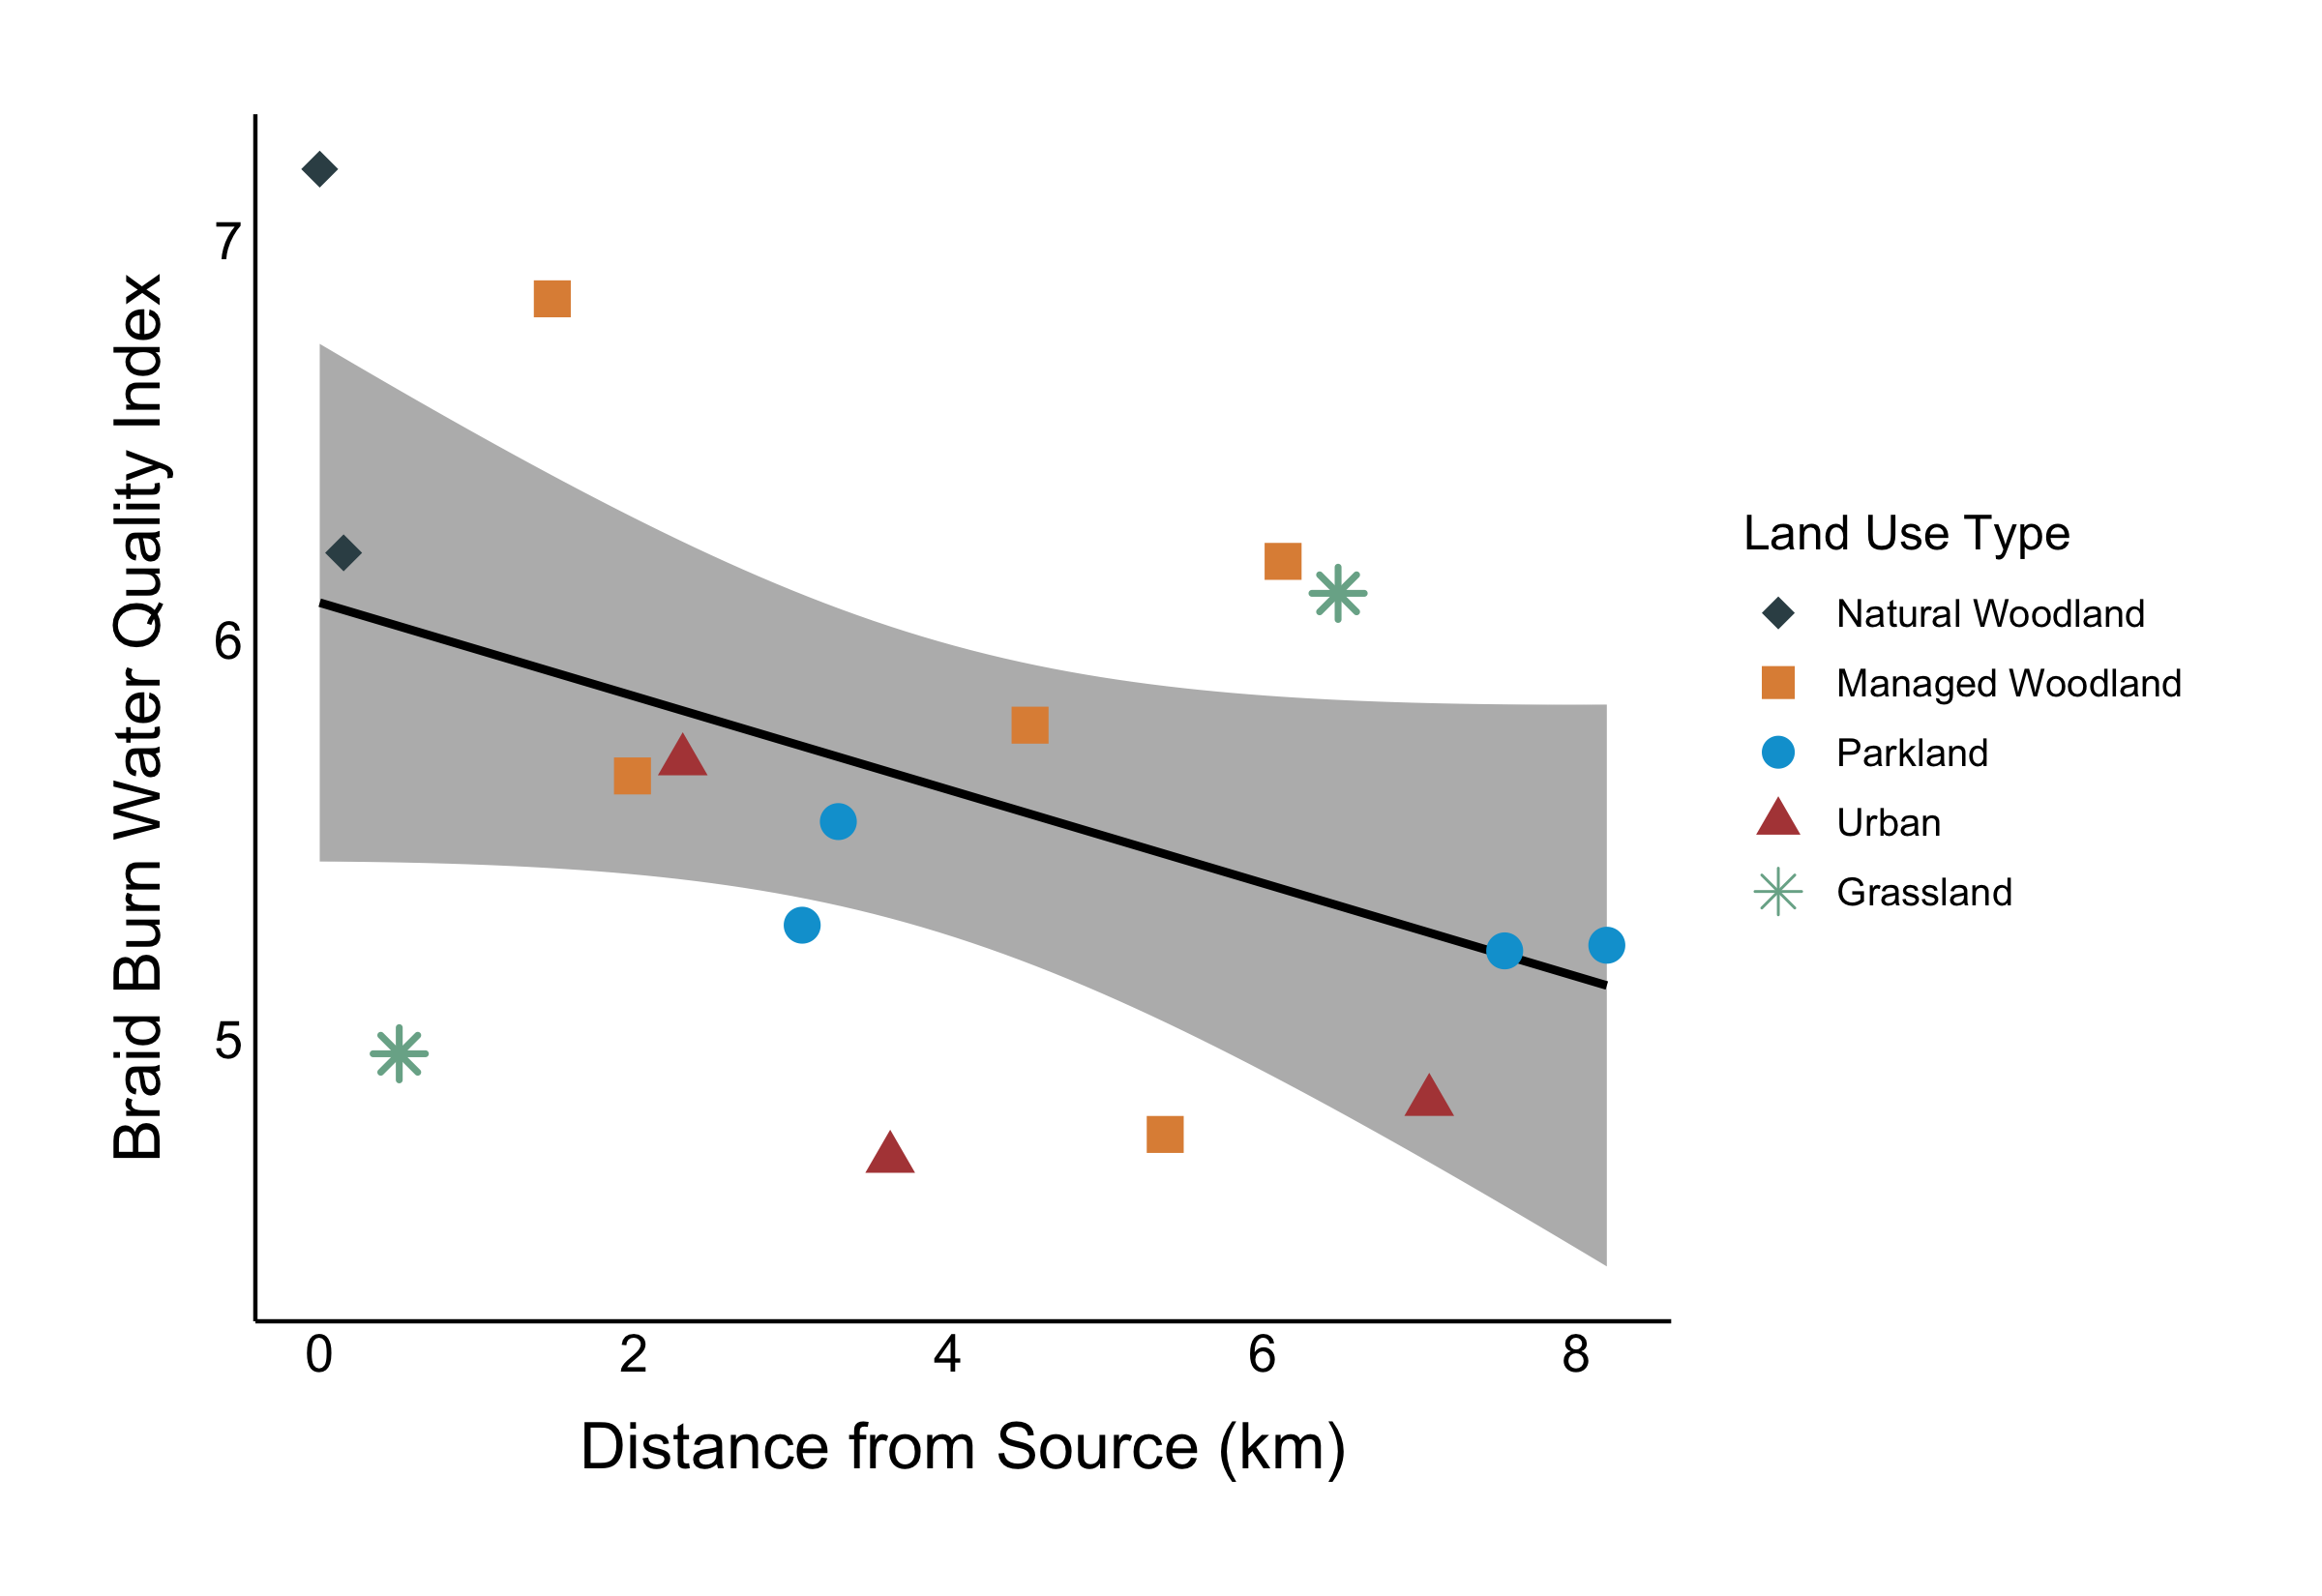 Braid Burn Water Quality Index
7
6
5
0 2 4 6 8
Distance from Source (km)
Land Use Type
Natural Woodland
Managed Woodland
Parkland
Urban
Grassland